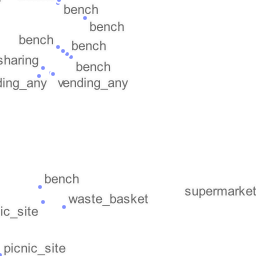 bench
bench
bench
bench
sharing
bench
ding_any
vending_any
bench
waste_basket
supermarket
ic_site
picnic_site